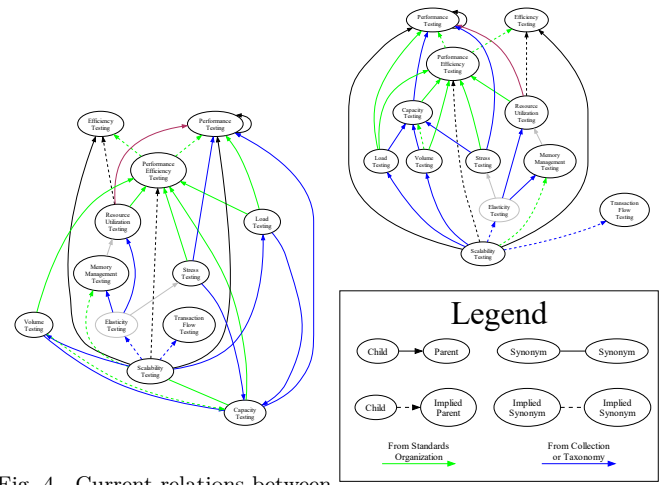 Efficiency
Testing
Performance
Testing
Performance
Efficiency
Testing
Resource
Utilization
Testing
Load
Testing
Memory
Management
Testing
Stress
Testing
Volume
Testing
Elasticity
Testing
Transaction
Flow
Testing
Scalability
Testing
Capacity
Testing
Fig. 4. Current relations between
Performance
Testing
Efficiency
Testing
Performance
Efficiency
Testing
Capacity
Testing
Resource
Utilization
Testing
Load
Testing
Volume
Testing
Stress
Testing
Memory
Management
Testing
Elasticity
Testing
Transaction
Flow
Testing
Scalability
Testing
Legend
Child Parent Synonym Synonym
Child Implied
Parent Implied
Synonym Implied
Synonym
From Standards
Organization
From Collection
or Taxonomy